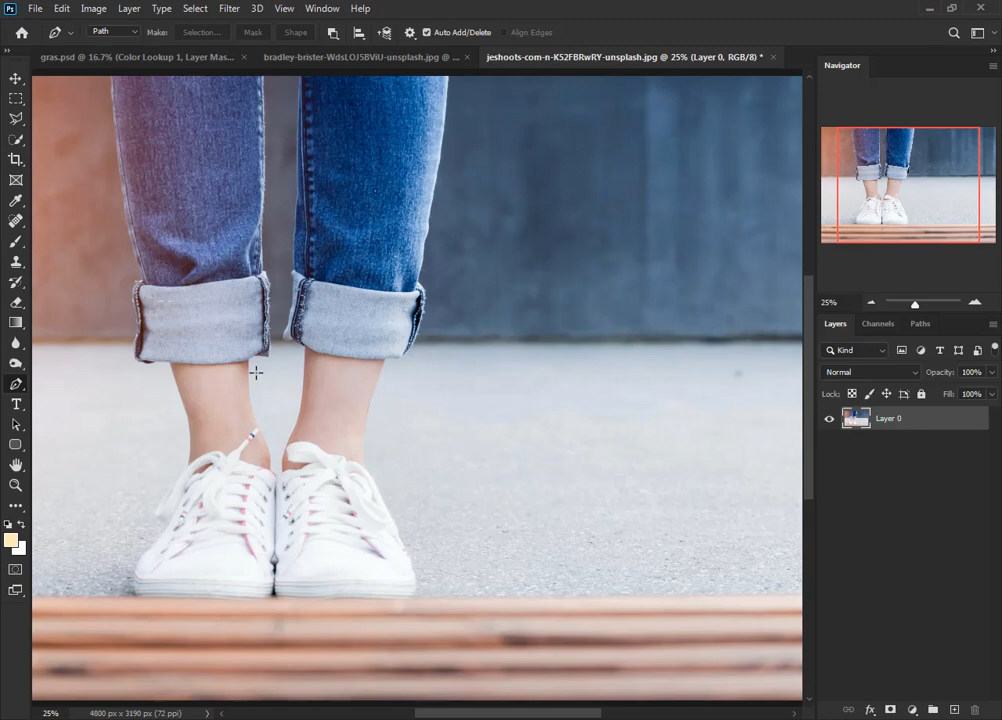 Ps File Edit Image Layer Type Select Filter 3D View Window Help
Path Make: Selection... Mask Shape Auto Add/Delete Align Edges
gras.psd @ 16.7% (Color Lookup 1, Layer Mas... × bradley-brister-WdsLOJ5BViU-unsplash.jpg @ ... × jeshoots-com-n-K52FBRwRY-unsplash.jpg @ 25% (Layer 0, RGB/8) * ×
Navigator
25%
Layers Channels Paths
Kind
Normal Opacity: 100%
Lock: Fill: 100%
Layer 0
25% 4800 px x 3190 px (72 ppi)